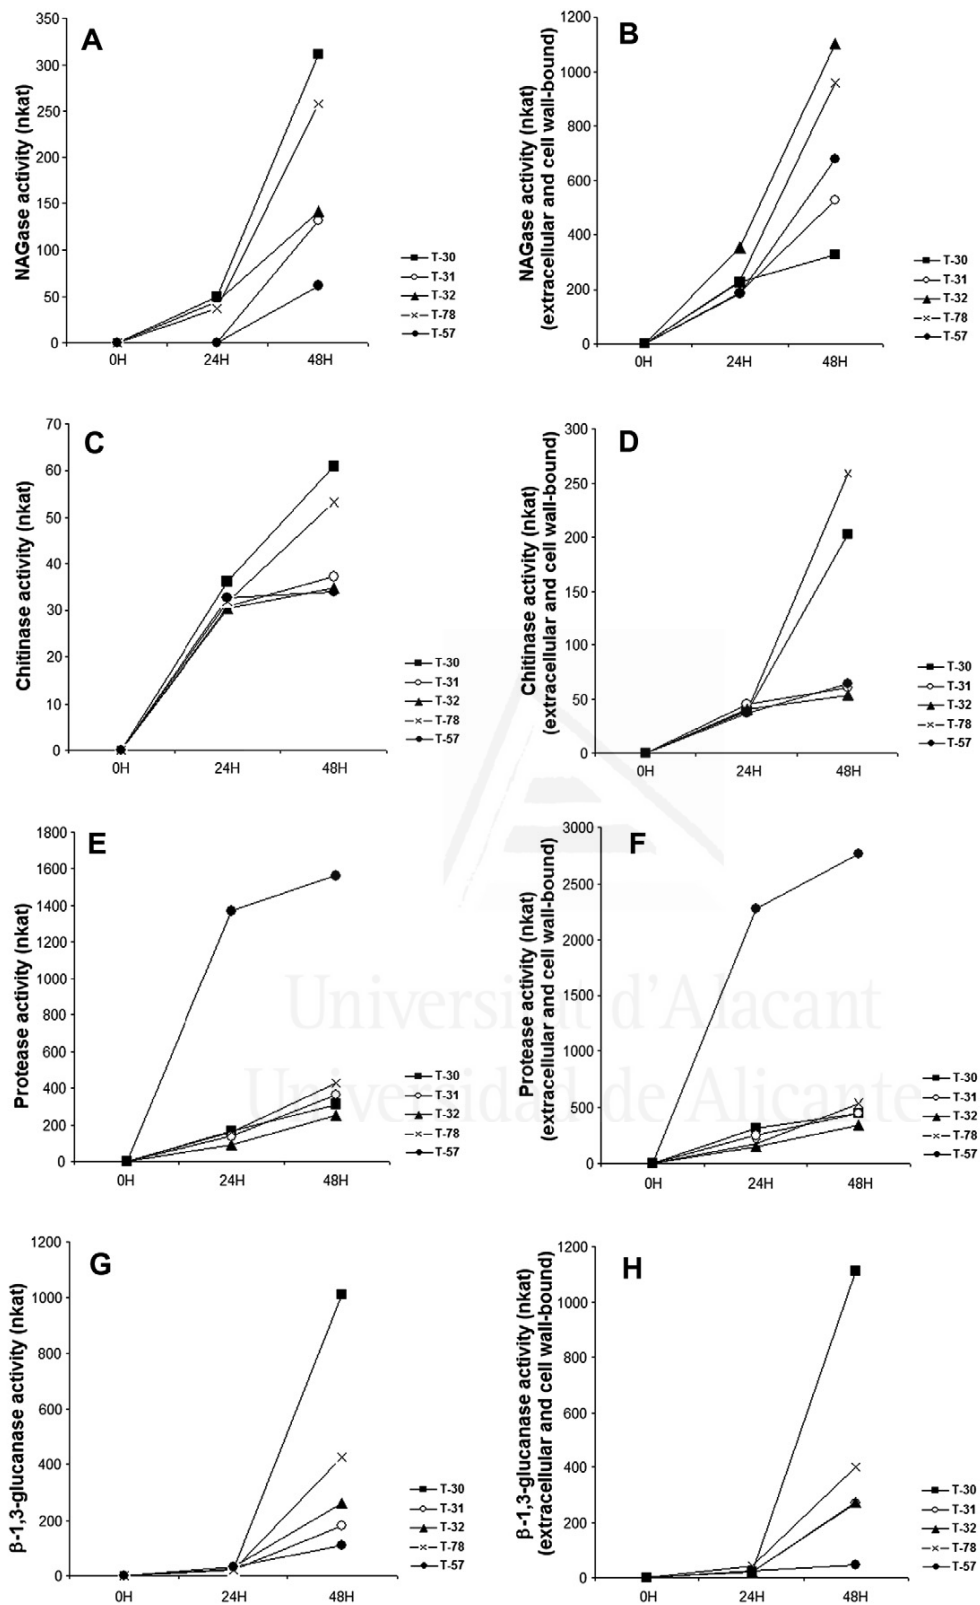 A
NAGase activity (nkat)
350
300
250
200
150
100
50
0
0H 24H 48H
T-30
T-31
T-32
T-78
T-57
B
NAGase activity (nkat)
(extracellular and cell wall-bound)
1200
1000
800
600
400
200
0
0H 24H 48H
T-30
T-31
T-32
T-78
T-57
C
Chitinase activity (nkat)
70
60
50
40
30
20
10
0
0H 24H 48H
T-30
T-31
T-32
T-78
T-57
D
Chitinase activity (nkat)
(extracellular and cell wall-bound)
300
250
200
150
100
50
0
0H 24H 48H
T-30
T-31
T-32
T-78
T-57
E
Protease activity (nkat)
1800
1600
1400
1200
1000
800
600
400
200
0
0H 24H 48H
T-30
T-31
T-32
T-78
T-57
F
Protease activity (nkat)
(extracellular and cell wall-bound)
3000
2500
2000
1500
1000
500
0
0H 24H 48H
T-30
T-31
T-32
T-78
T-57
Universitat d'Alacant
Universidad de Alicante
G
β-1,3-glucanase activity (nkat)
1200
1000
800
600
400
200
0
0H 24H 48H
T-30
T-31
T-32
T-78
T-57
H
β-1,3-glucanase activity (nkat)
(extracellular and cell wall-bound)
1200
1000
800
600
400
200
0
0H 24H 48H
T-30
T-31
T-32
T-78
T-57